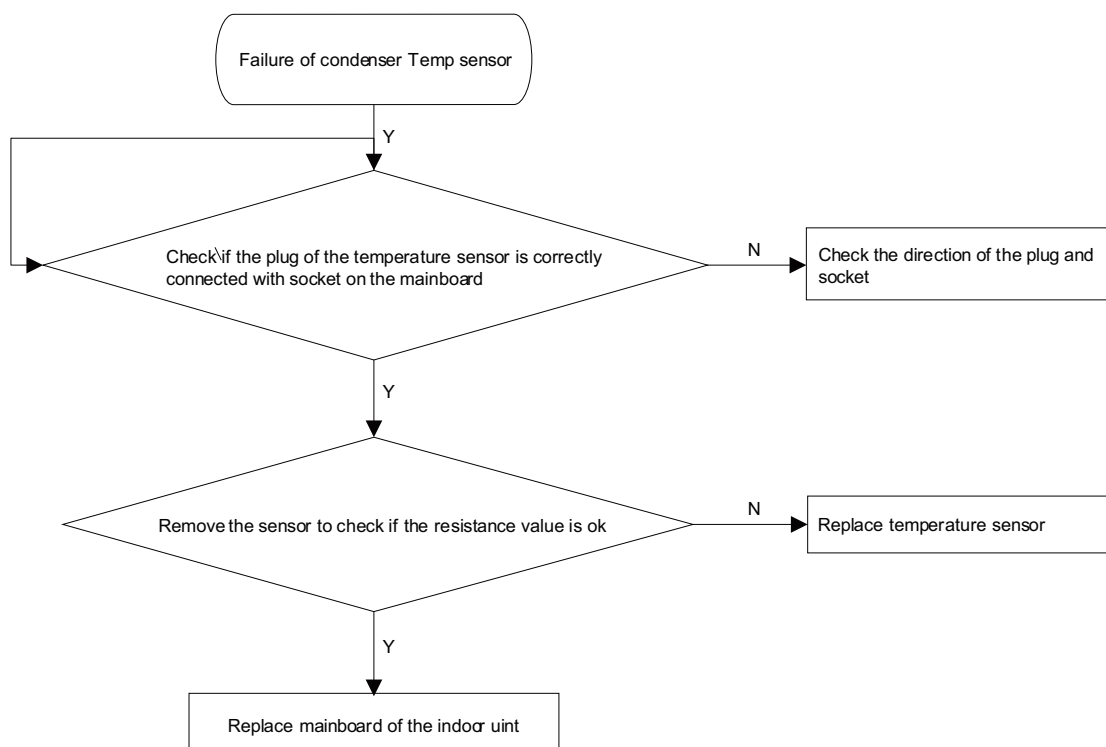 Failure of condenser Temp sensor
Y
Check\if the plug of the temperature sensor is correctly
connected with socket on the mainboard
N
Check the direction of the plug and
socket
Y
Remove the sensor to check if the resistance value is ok
N
Replace temperature sensor
Y
Replace mainboard of the indoor uint